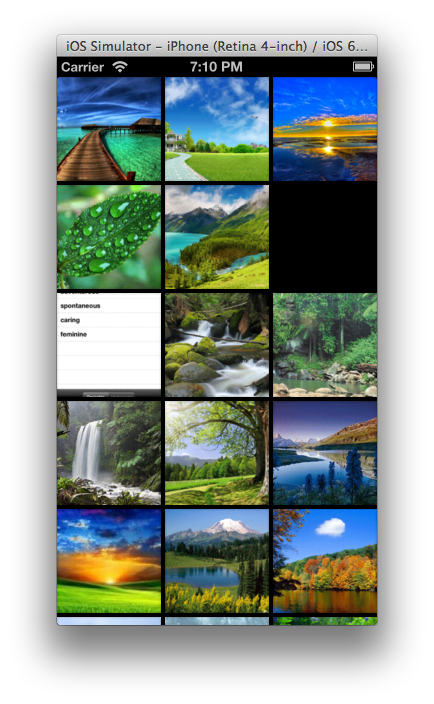 iOS Simulator - iPhone (Retina 4-inch) / iOS 6...
Carrier 7:10 PM
spontaneous
caring
feminine